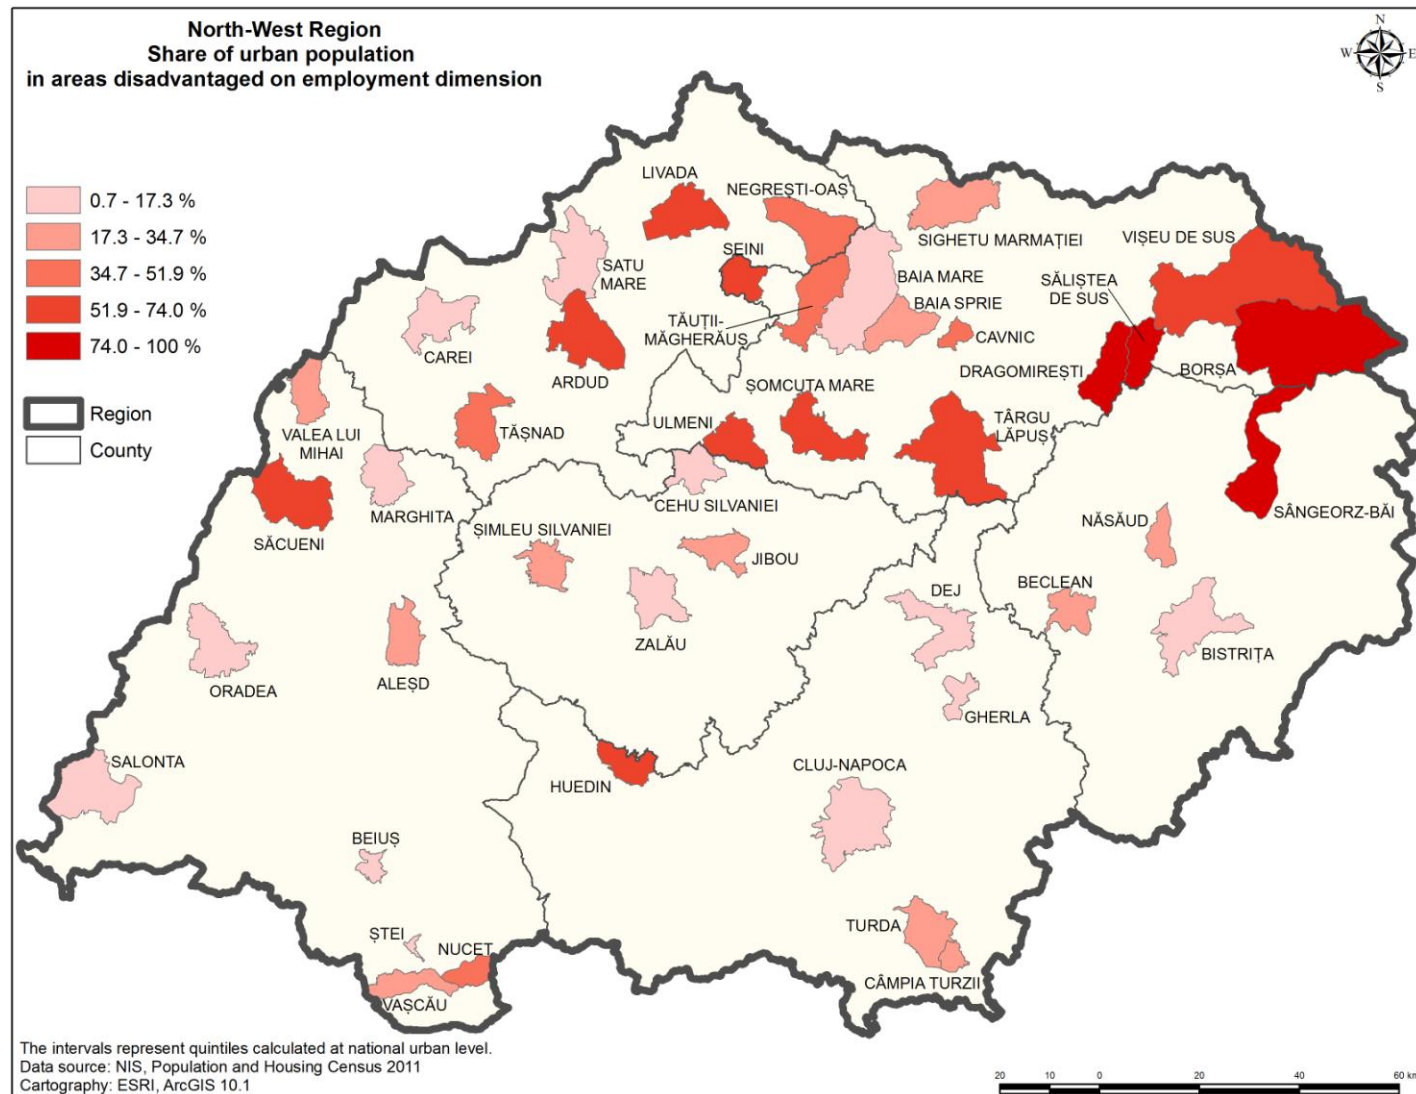 North-West Region
Share of urban population
in areas disadvantaged on employment dimension
N
W
E
S
0.7 - 17.3 %
17.3 - 34.7 %
34.7 - 51.9 %
51.9 - 74.0 %
74.0 - 100 %
Region
County
LIVADA
NEGREȘTI-OAȘ
SIGHETU MARMAȚIEI
VIȘEU DE SUS
SEINI
SATU
MARE
BAIA MARE
SĂLIȘTEA
DE SUS
BAIA SPRIE
TĂUȚII-
MĂGHERĂUȘ
CAVNIC
CAREI
ARDUD
DRAGOMIREȘTI
BORȘA
ȘOMCUTA MARE
ULMENI
TÂRGU
LĂPUȘ
VALEA LUI
MIHAI
TĂȘNAD
MARGHITA
CEHU SILVANIEI
SÂNGEORZ-BĂI
SĂCUENI
ȘIMLEU SILVANIEI
JIBOU
NĂSĂUD
BECLEAN
DEJ
ZALĂU
BISTRIȚA
ORADEA
ALEȘD
GHERLA
SALONTA
HUEDIN
CLUJ-NAPOCA
BEIUȘ
ȘTEI
NUCET
TURDA
VAȘCĂU
CÂMPIA TURZII
The intervals represent quintiles calculated at national urban level.
Data source: NIS, Population and Housing Census 2011
Cartography: ESRI, ArcGIS 10.1
20 10 0 20 40 60 km